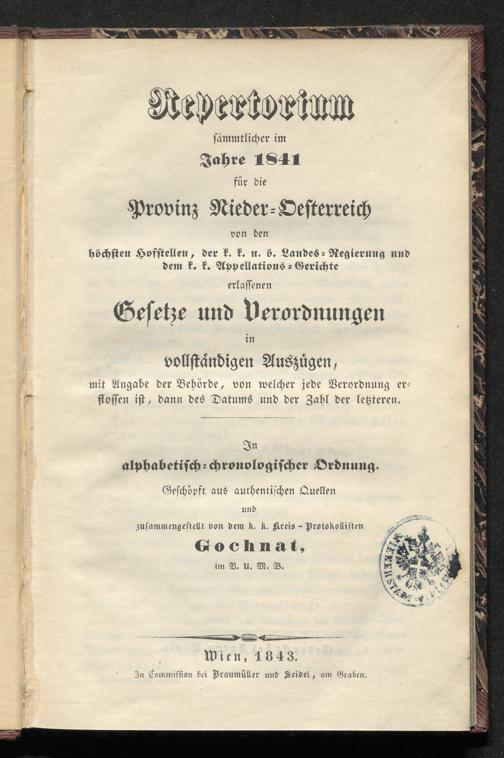 Repertorium
sämmtlicher im
Jahre 1841
für die
Provinz Nieder-Oesterreich
von den
höchsten Hofstellen, der k. k. n. ö. Landes-Regierung und
dem k. k. Appellations-Gerichte
erlassenen
Gesetze und Verordnungen
in
vollständigen Auszügen,
mit Angabe der Behörde, von welcher jede Verordnung er-
flossen ist, dann des Datums und der Zahl der letzteren.
In
alphabetisch-chronologischer Ordnung.
Geschöpft aus authentischen Quellen
und
zusammengestellt von dem k. k. Kreis-Protokollisten
Gochnat,
im V. U. M. B.
Wien, 1843.
In Commission bei Braumüller und Seidel, am Graben.